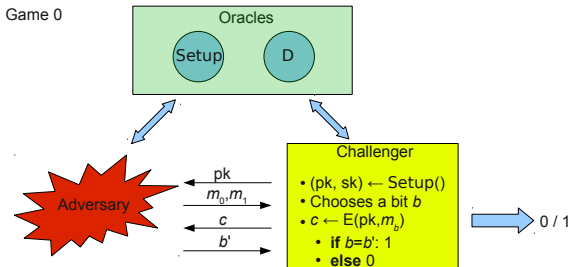 Game 0
Oracles
Setup
D
Challenger
pk
• (pk, sk) ← Setup()
m₀,m₁
• Chooses a bit b
Adversary
c
• c ← E(pk,m_b)
0 / 1
b'
• if b=b': 1
• else 0